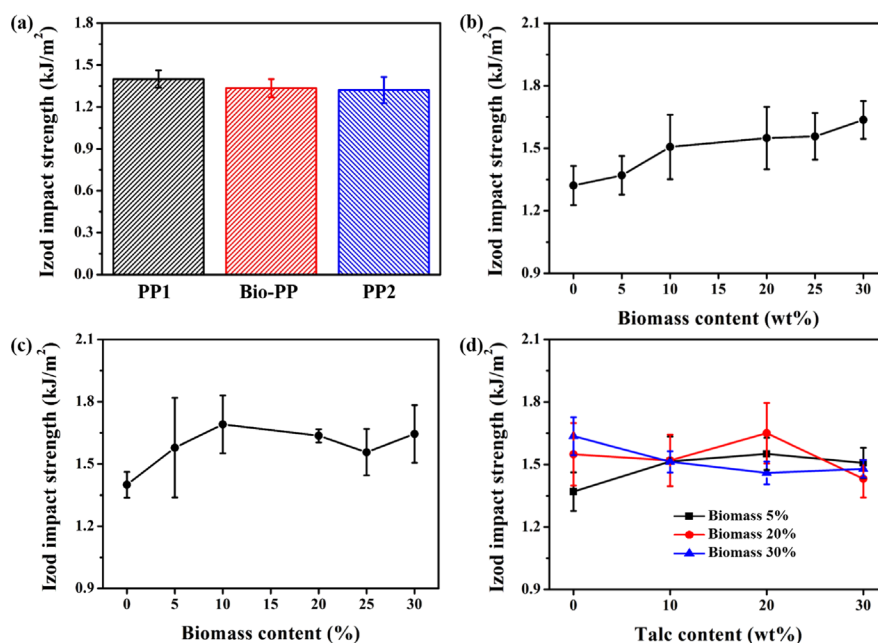 (a)
Izod impact strength (kJ/m²)
1.8
1.5
1.2
0.9
0.6
0.3
0.0
PP1 Bio-PP PP2
(b)
Izod impact strength (kJ/m²)
2.1
1.8
1.5
1.2
0.9
0 5 10 20 25 30
Biomass content (wt%)
(c)
Izod impact strength (kJ/m²)
2.1
1.8
1.5
1.2
0.9
0 5 10 20 25 30
Biomass content (%)
(d)
Izod impact strength (kJ/m²)
2.1
1.8
1.5
1.2
0.9
Biomass 5%
Biomass 20%
Biomass 30%
0 10 20 30
Talc content (wt%)